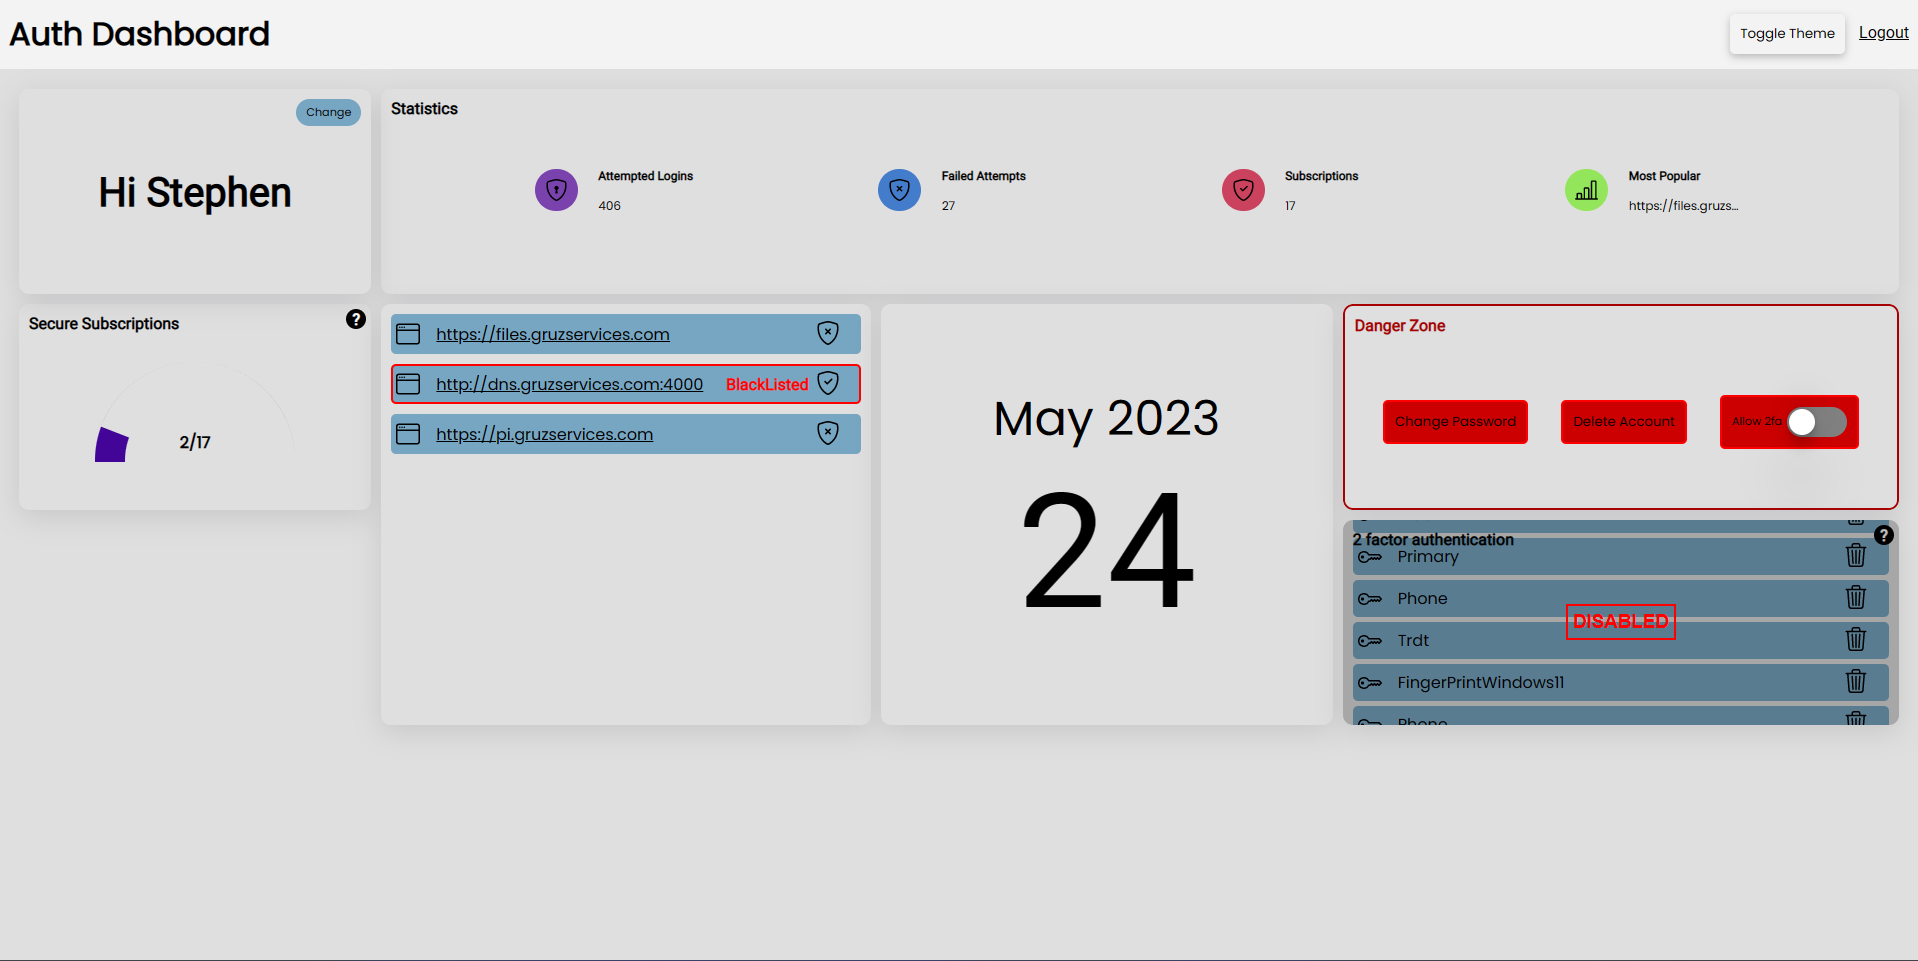 Auth Dashboard
Toggle Theme
Logout
Change
Hi Stephen
Statistics
Attempted Logins
406
Failed Attempts
27
Subscriptions
17
Most Popular
https://files.gruzs...
Secure Subscriptions
?
2/17
https://files.gruzservices.com
http://dns.gruzservices.com:4000
BlackListed
https://pi.gruzservices.com
May 2023
24
Danger Zone
Change Password
Delete Account
Allow 2fa
2 factor authentication
?
Primary
Phone
DISABLED
Trdt
FingerPrintWindows11
Phone